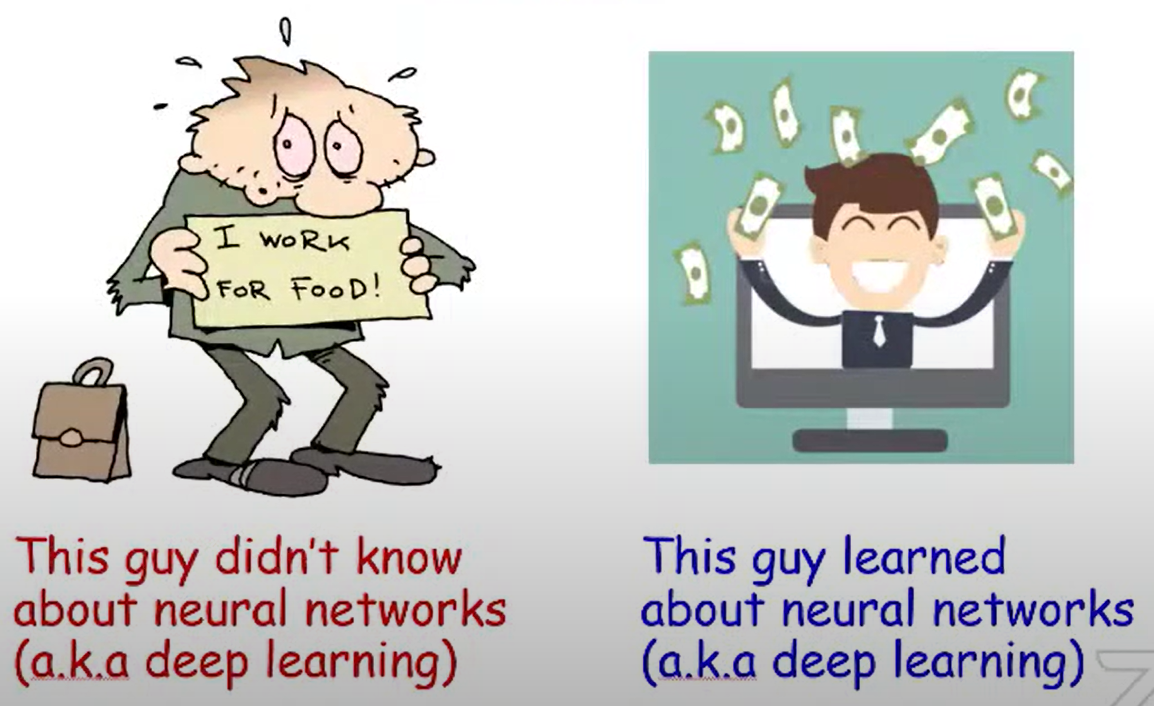 I WORK
FOR FOOD!
This guy didn't know
about neural networks
(a.k.a deep learning)
This guy learned
about neural networks
(a.k.a deep learning)